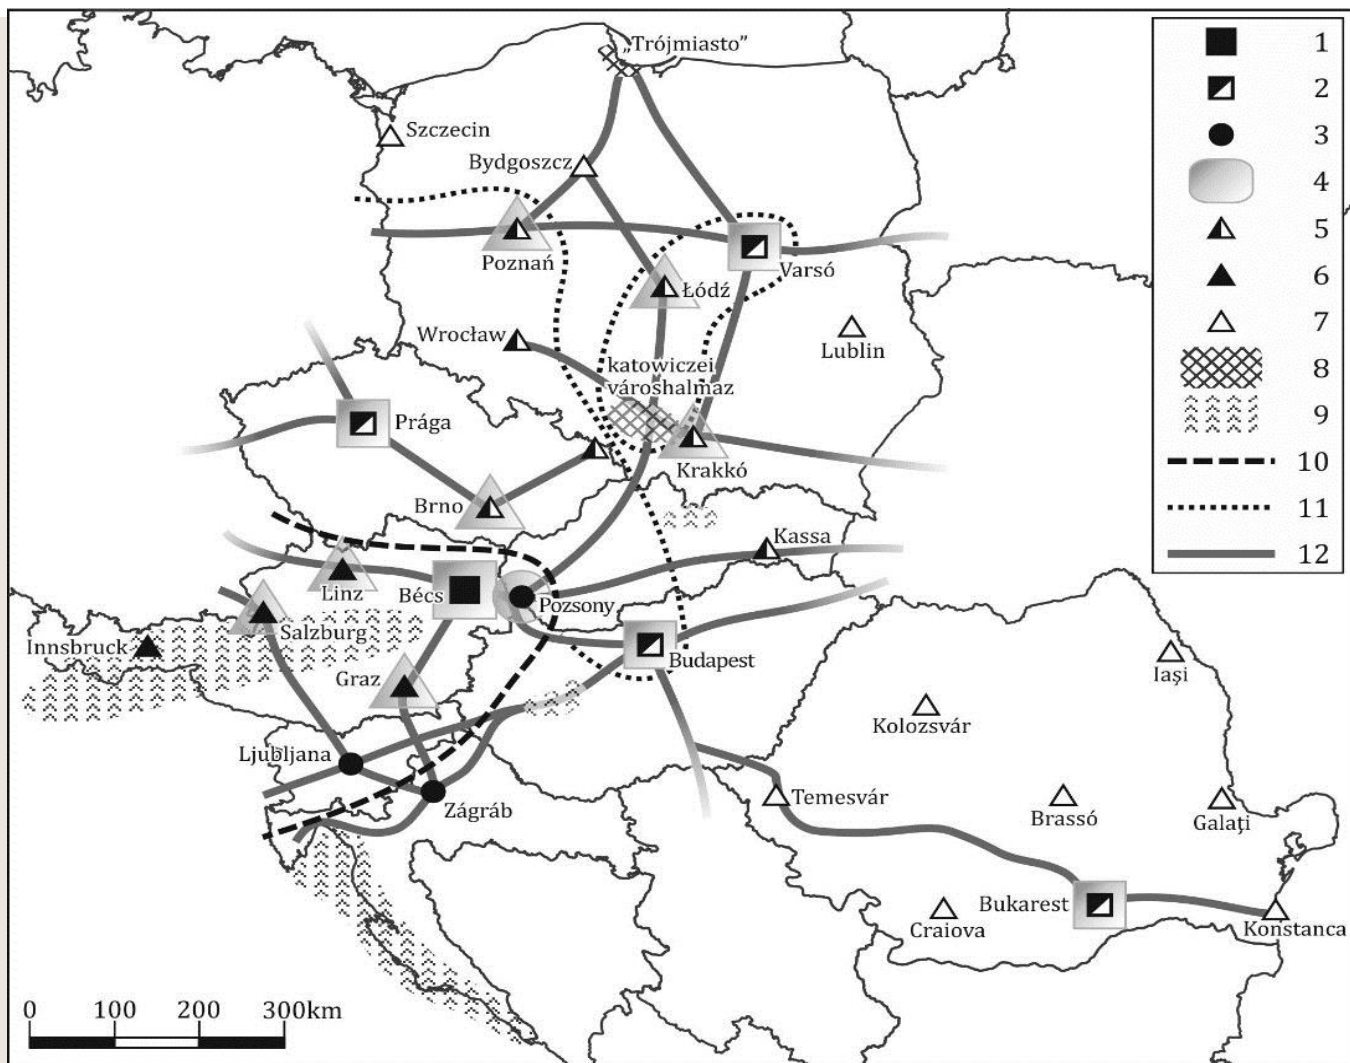 „Trójmiasto”
Szczecin
Bydgoszcz
Poznań
Varsó
Łódź
Wrocław
Lublin
katowiczei
városhalmaz
Prága
Krakkó
Brno
Kassa
Linz
Bécs
Pozsony
Salzburg
Innsbruck
Budapest
Graz
Iaşi
Kolozsvár
Ljubljana
Zágráb
Temesvár
Brassó
Galaţi
Bukarest
Craiova
Konstanca
0 100 200 300km
1
2
3
4
5
6
7
8
9
10
11
12